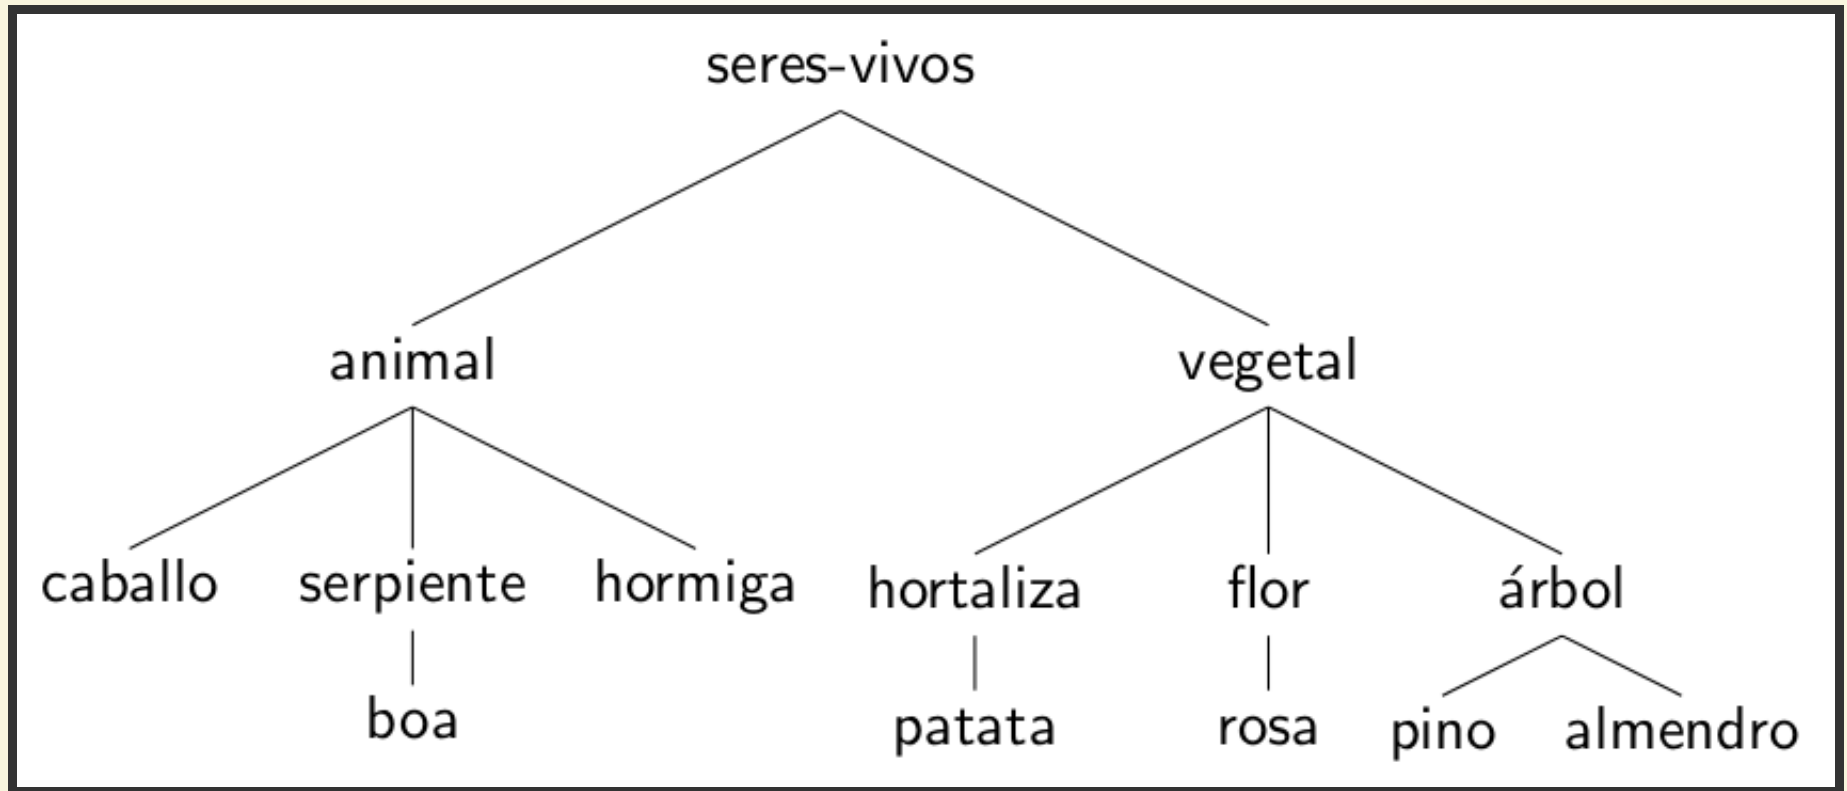 seres-vivos
animal vegetal
caballo serpiente hormiga hortaliza flor árbol
boa patata rosa pino almendro